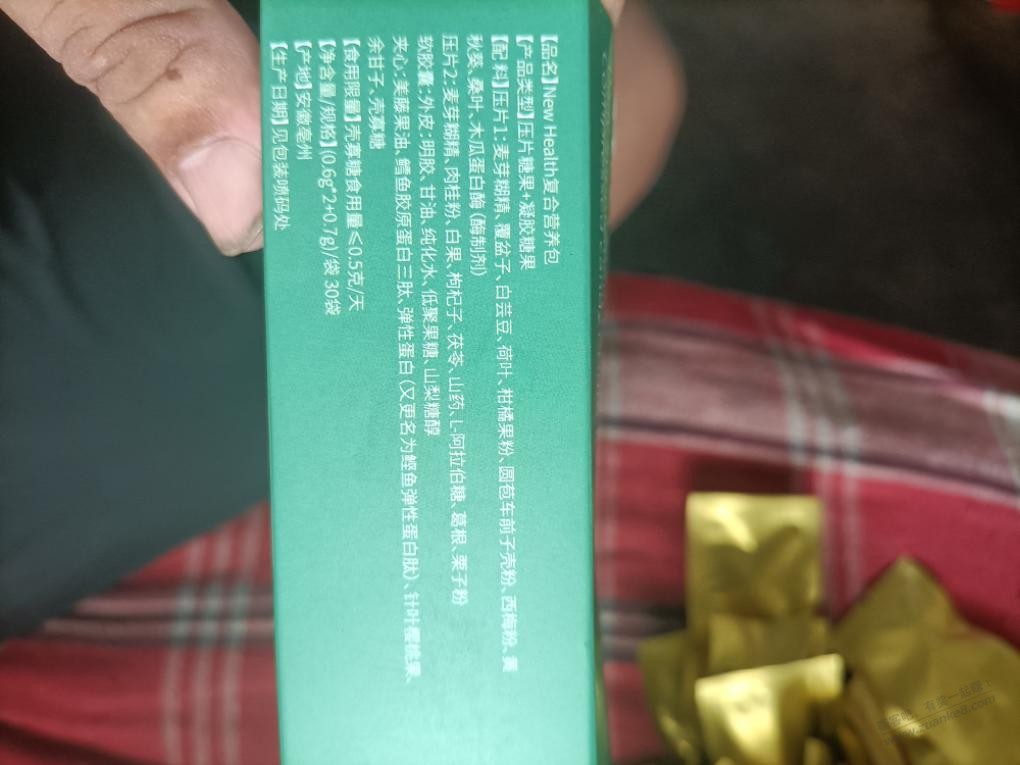 【品名】New Health复合营养包
【产品类型】压片糖果+凝胶糖果
【配料】压片1:麦芽糊精、覆盆子、白芸豆、荷叶、柑橘果粉、圆苞车前子壳粉、西梅粉、黄
秋葵、桑叶、木瓜蛋白酶(酶制剂)
压片2:麦芽糊精、肉桂粉、白果、枸杞子、茯苓、山药、L-阿拉伯糖、葛根、栗子粉
软胶囊:外皮:明胶、甘油、纯化水、低聚果糖、山梨糖醇
夹心:美藤果油、鳕鱼胶原蛋白三肽、弹性蛋白(又更名为鲣鱼弹性蛋白肽)、针叶樱桃果、
余甘子、壳寡糖
【食用限量】壳寡糖食用量≤0.5克/天
【净含量/规格】(0.6g*2+0.7g)/袋 30袋
【产地】安徽亳州
【生产日期】见包装喷码处